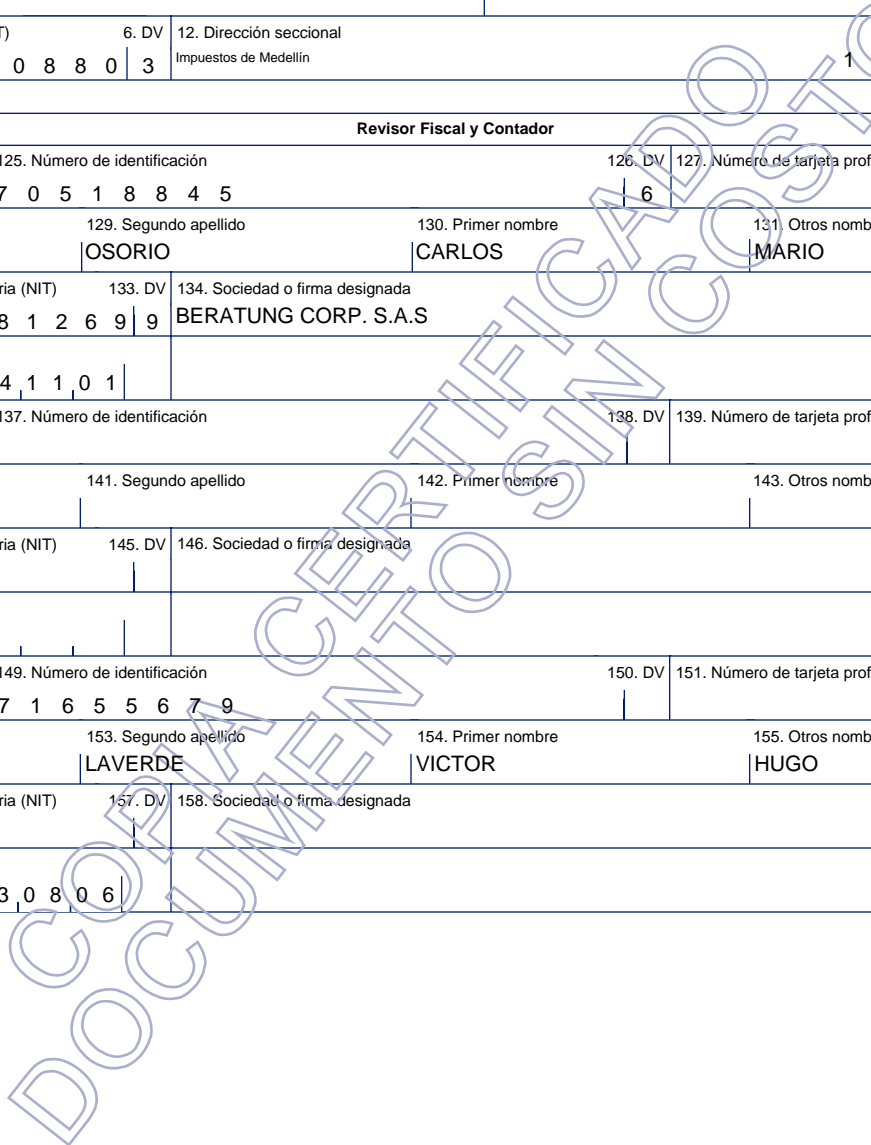 T) 6. DV 12. Dirección seccional
0 8 8 0 3 Impuestos de Medellín 1
Revisor Fiscal y Contador
125. Número de identificación 126. DV 127. Número de tarjeta prof
7 0 5 1 8 8 4 5 6
129. Segundo apellido 130. Primer nombre 131. Otros nomb
OSORIO CARLOS MARIO
ria (NIT) 133. DV 134. Sociedad o firma designada
8 1 2 6 9 9 BERATUNG CORP. S.A.S
4 1 1 0 1
137. Número de identificación 138. DV 139. Número de tarjeta prof
141. Segundo apellido 142. Primer nombre 143. Otros nomb
ria (NIT) 145. DV 146. Sociedad o firma designada
149. Número de identificación 150. DV 151. Número de tarjeta prof
7 1 6 5 5 6 7 9
153. Segundo apellido 154. Primer nombre 155. Otros nomb
LAVERDE VICTOR HUGO
ria (NIT) 157. DV 158. Sociedad o firma designada
3 0 8 0 6
COPIA CERTIFICADO
DOCUMENTO SIN COSTO